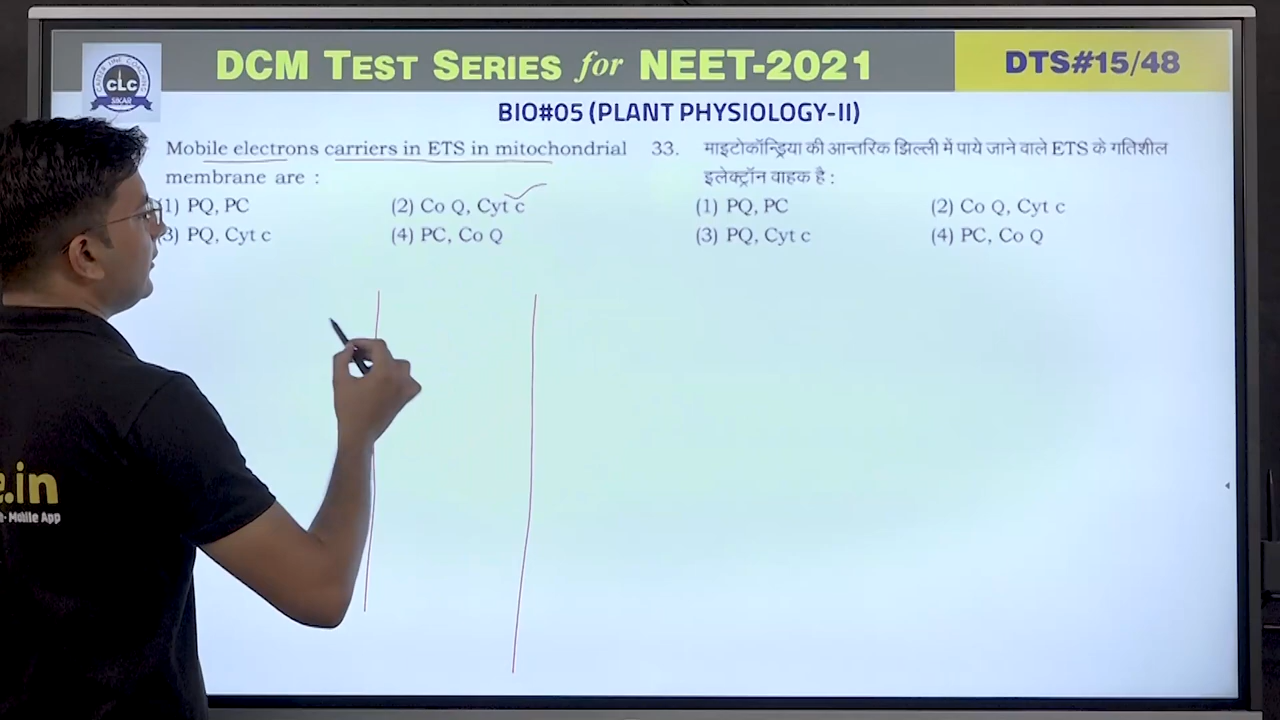 DCM TEST SERIES for NEET-2021
DTS#15/48
CAREER LINE COACHING
CLC
SIKAR
BIO#05 (PLANT PHYSIOLOGY-II)
Mobile electrons carriers in ETS in mitochondrial
membrane are :
(1) PQ, PC
(2) Co Q, Cyt c
(3) PQ, Cyt c
(4) PC, Co Q
33. माइटोकॉन्ड्रिया की आन्तरिक झिल्ली में पाये जाने वाले ETS के गतिशील
इलेक्ट्रॉन वाहक है :
(1) PQ, PC
(2) Co Q, Cyt c
(3) PQ, Cyt c
(4) PC, Co Q
e.in
Mobile App